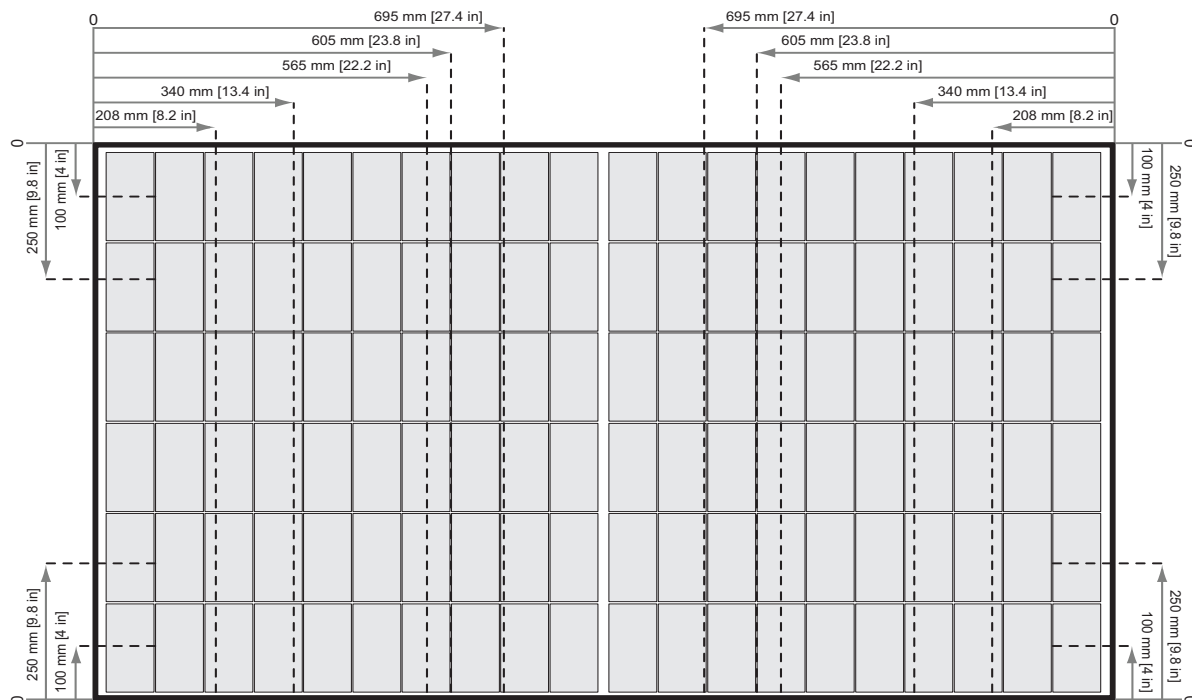 0
695 mm [27.4 in]
695 mm [27.4 in]
0
605 mm [23.8 in]
605 mm [23.8 in]
565 mm [22.2 in]
565 mm [22.2 in]
340 mm [13.4 in]
340 mm [13.4 in]
208 mm [8.2 in]
208 mm [8.2 in]
0
250 mm [9.8 in]
100 mm [4 in]
100 mm
[4 in]
250 mm
[9.8 in]
0
250 mm [9.8 in]
100 mm [4 in]
100 mm
[4 in]
250 mm
[9.8 in]
0
0